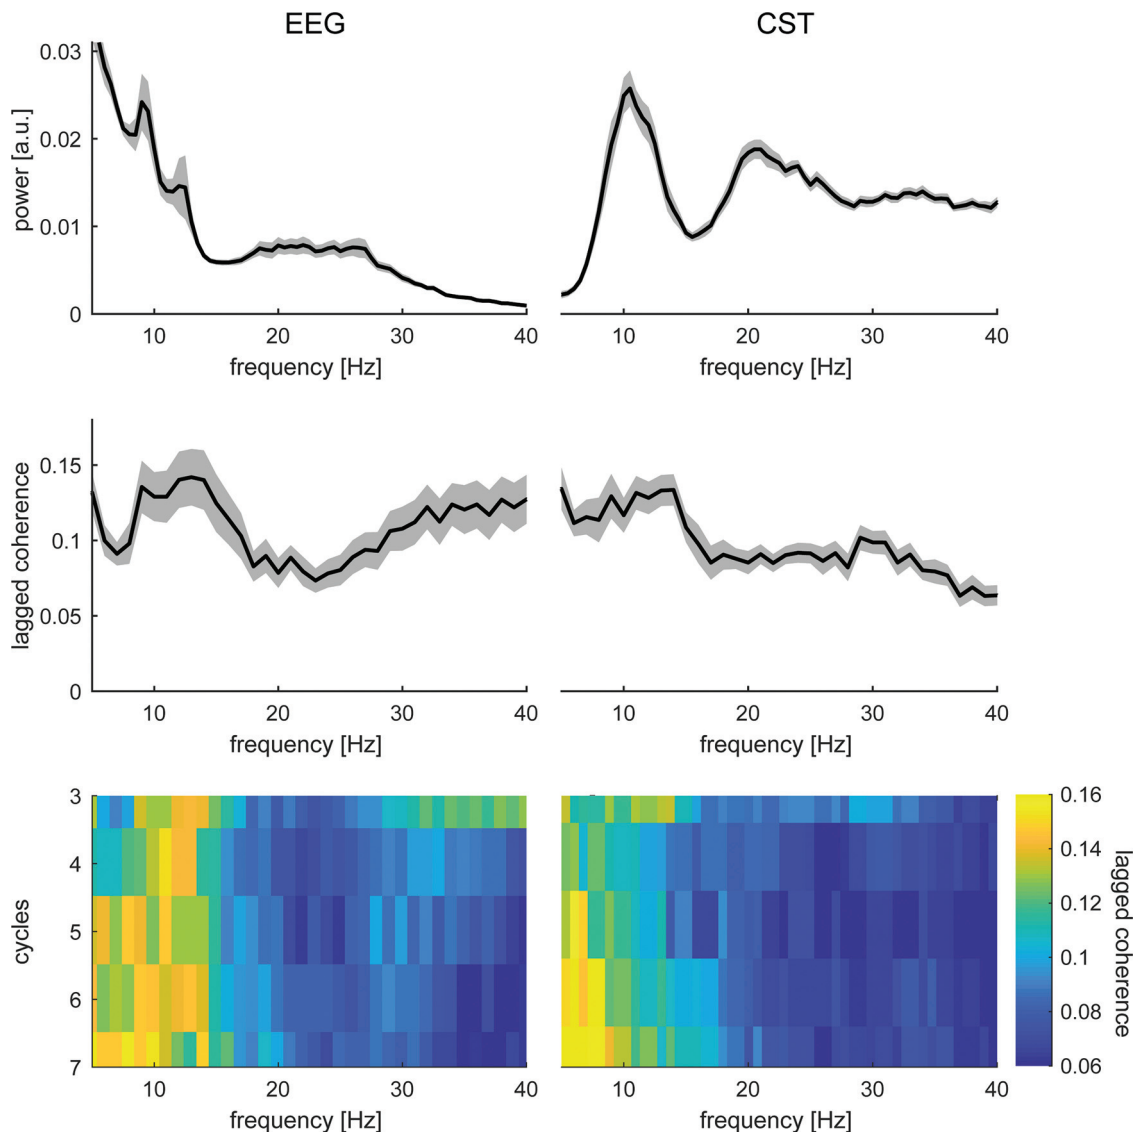 EEG CST
0.03
0.02
0.01
0
power [a.u.]
10 20 30 40 10 20 30 40
frequency [Hz] frequency [Hz]
0.15
0.1
0.05
0
lagged coherence
10 20 30 40 10 20 30 40
frequency [Hz] frequency [Hz]
3
4
5
6
7
cycles
0.16
0.14
0.12
0.1
0.08
0.06
lagged coherence
10 20 30 40 10 20 30 40
frequency [Hz] frequency [Hz]